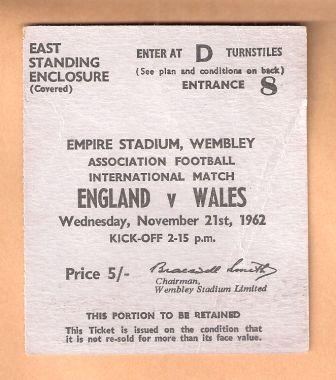 EAST
STANDING
ENCLOSURE
(Covered)
ENTER AT D TURNSTILES
(See plan and conditions on back)
ENTRANCE 8
EMPIRE STADIUM, WEMBLEY
ASSOCIATION FOOTBALL
INTERNATIONAL MATCH
ENGLAND v WALES
Wednesday, November 21st, 1962
KICK-OFF 2-15 p.m.
Price 5/-
Bracewell Smith
Chairman,
Wembley Stadium Limited
THIS PORTION TO BE RETAINED
This Ticket is issued on the condition that
it is not re-sold for more than its face value.